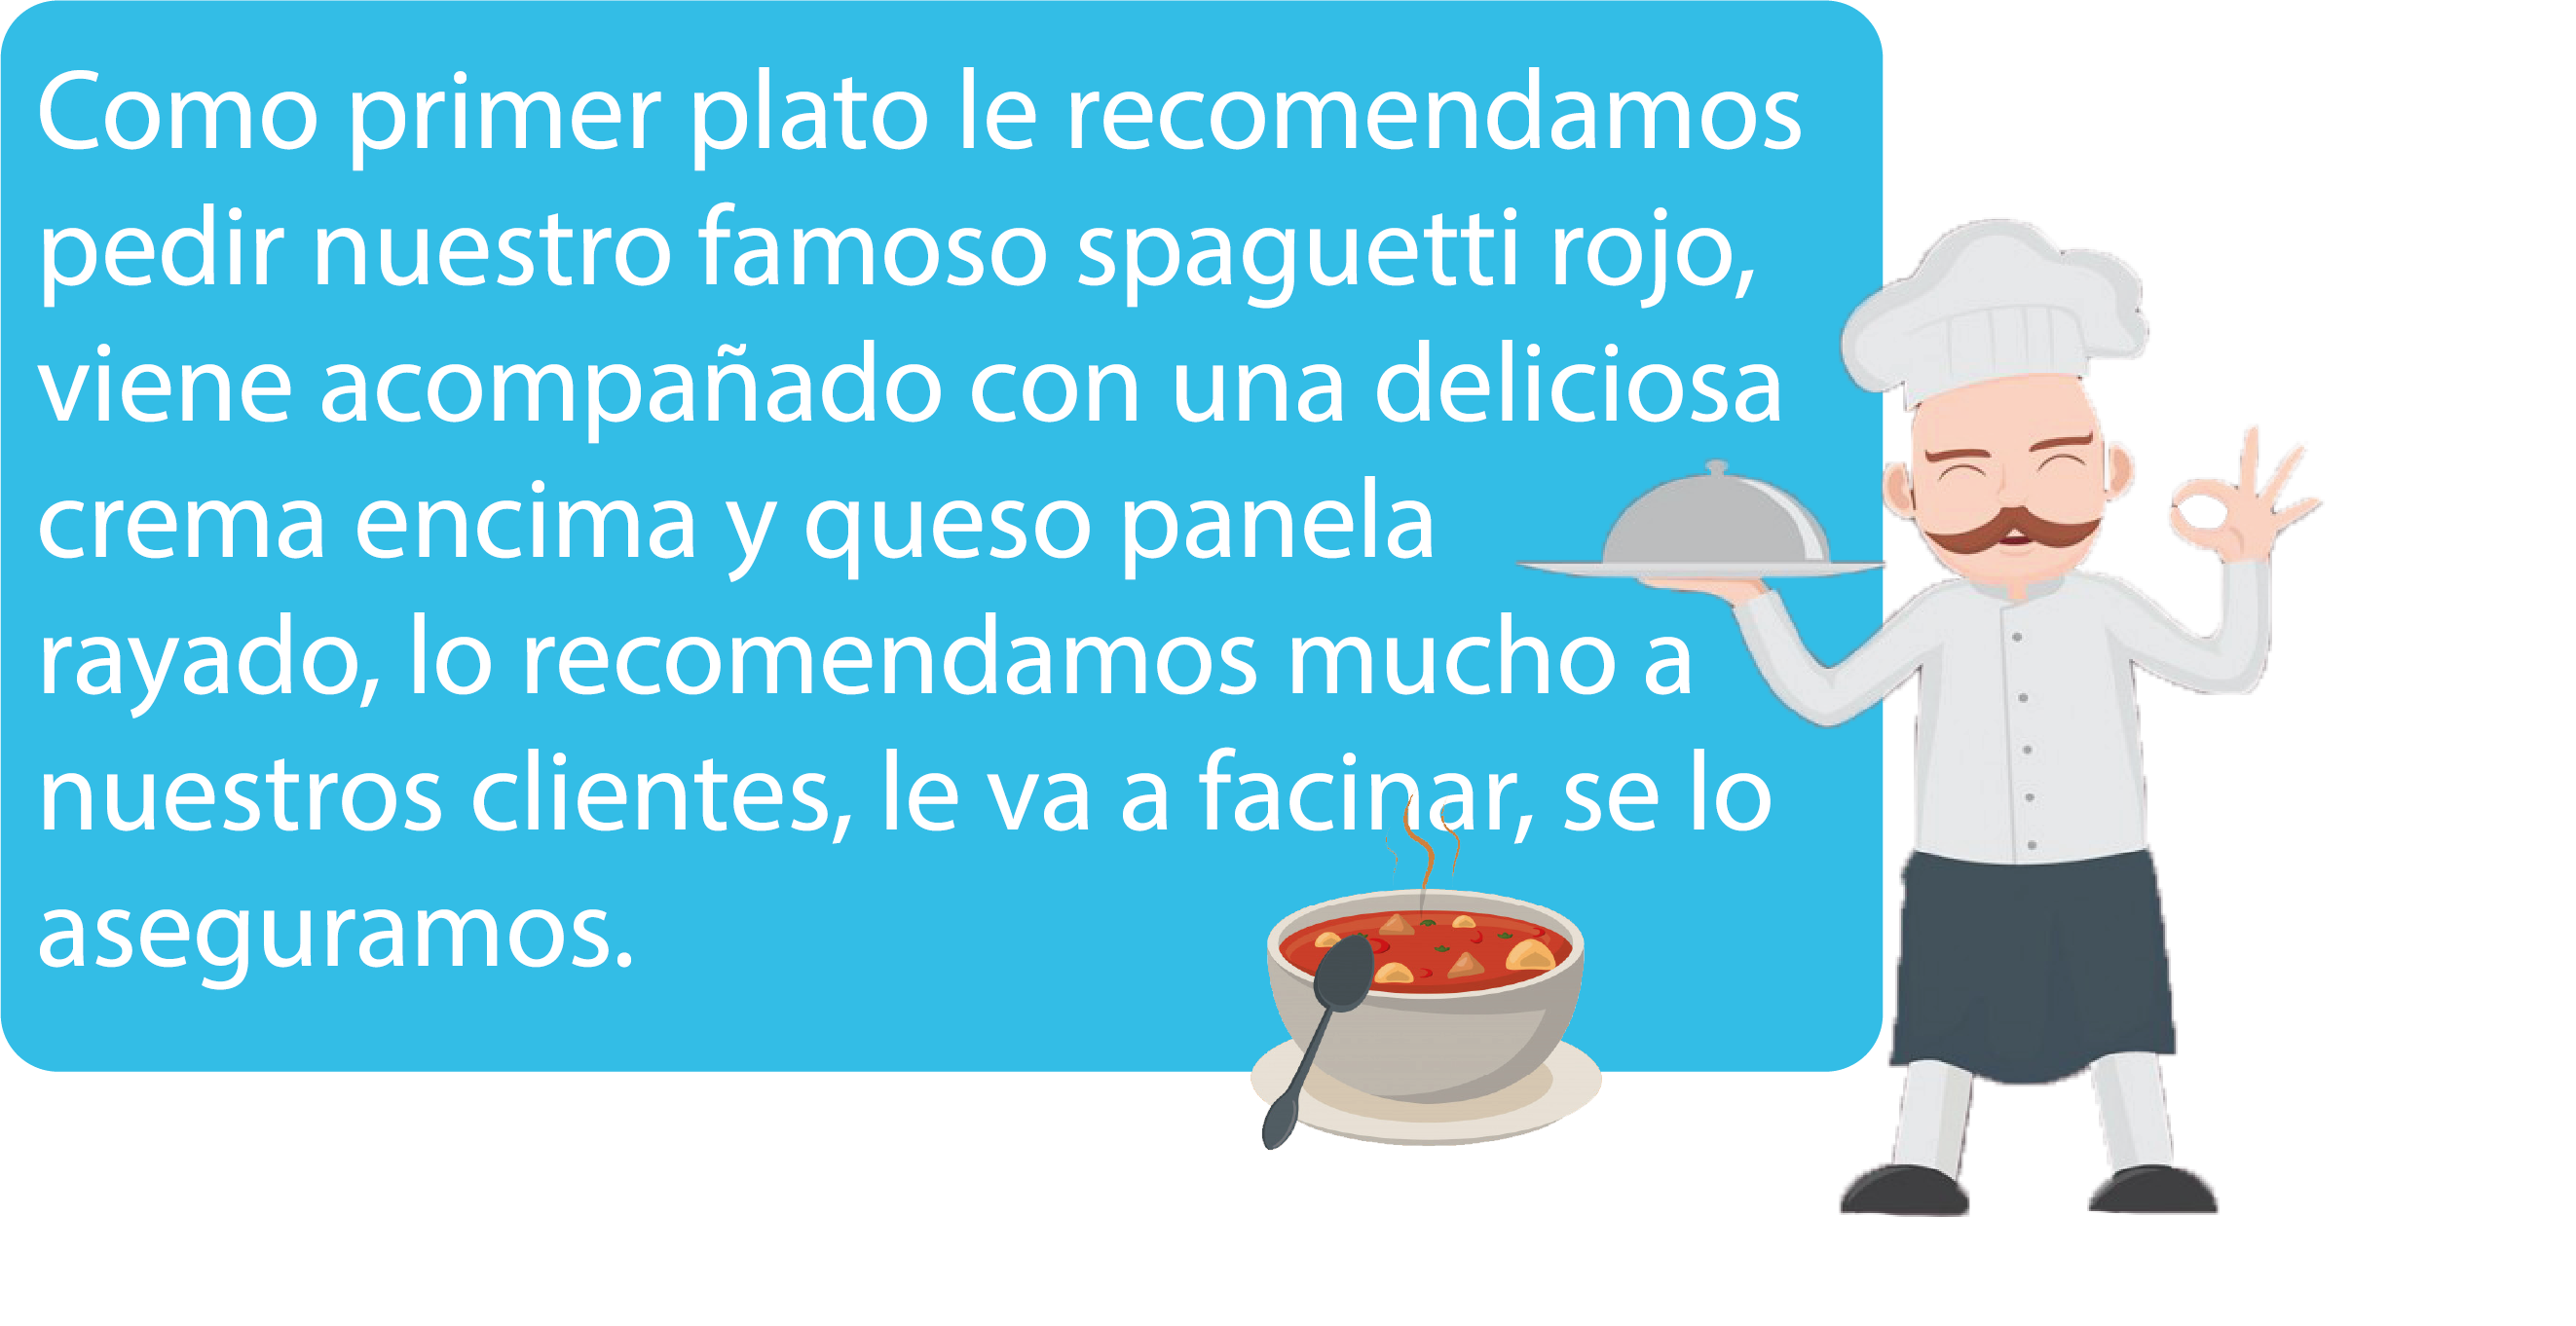 Como primer plato le recomendamos
pedir nuestro famoso spaguetti rojo,
viene acompañado con una deliciosa
crema encima y queso panela
rayado, lo recomendamos mucho a
nuestros clientes, le va a facinar, se lo
aseguramos.